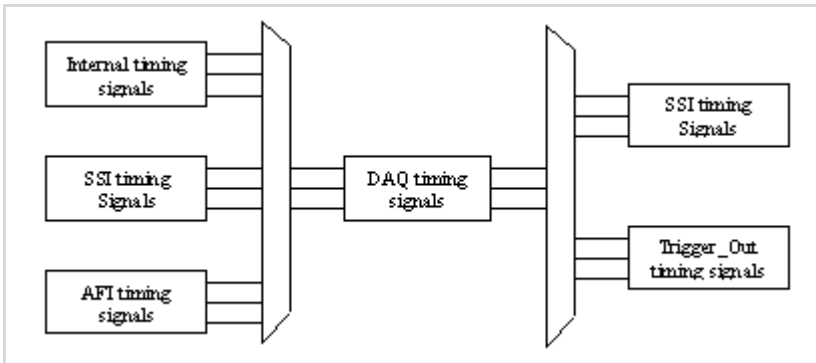 Internal timing
signals
SSI timing
Signals
AFI timing
signals
DAQ timing
signals
SSI timing
Signals
Trigger_Out
timing signals